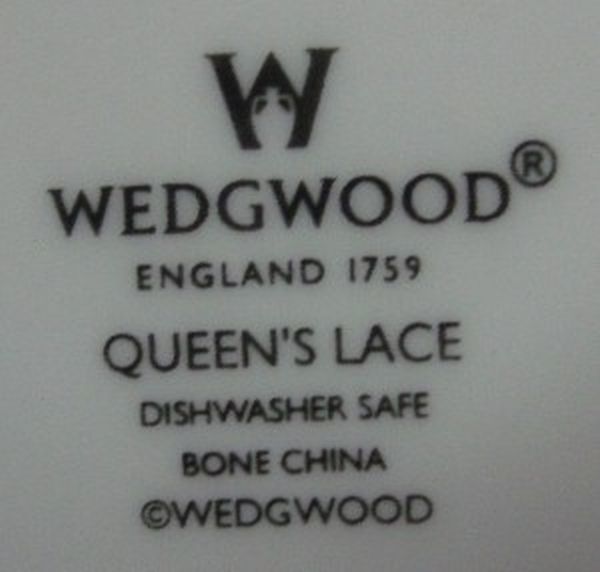 W
WEDGWOOD®
ENGLAND 1759
QUEEN'S LACE
DISHWASHER SAFE
BONE CHINA
©WEDGWOOD